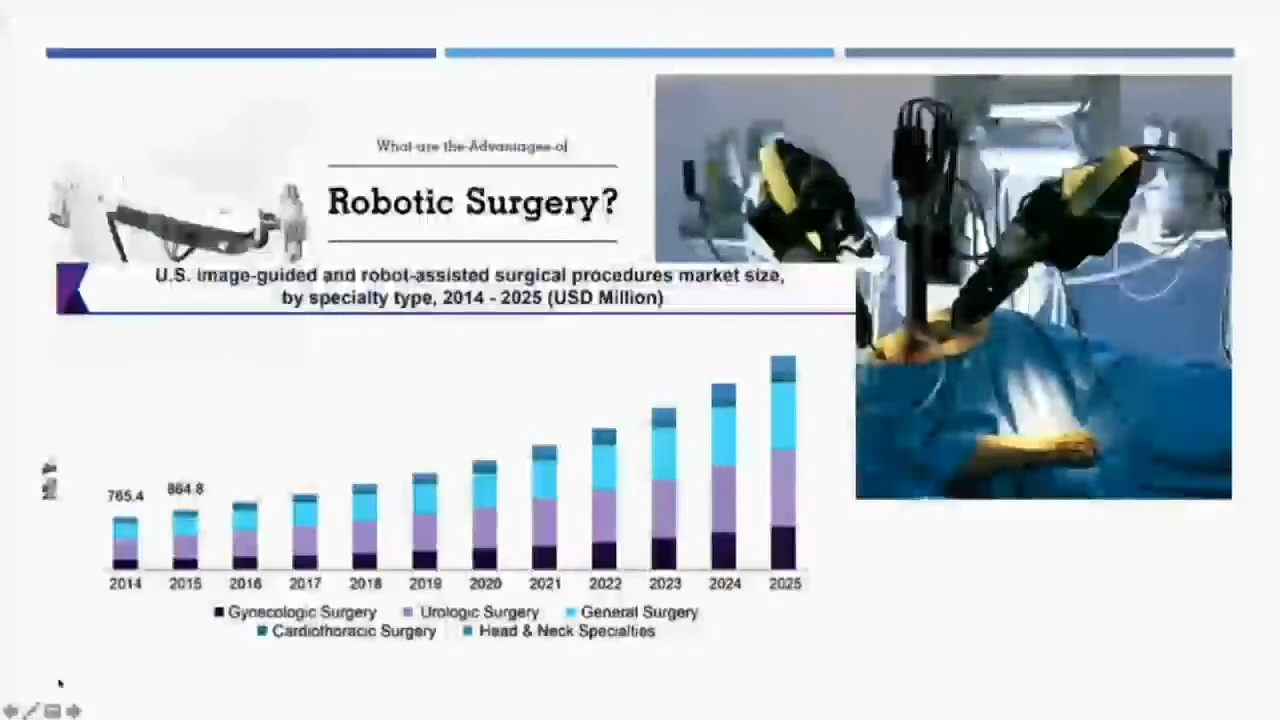 What are the Advantages of
Robotic Surgery?
U.S. image-guided and robot-assisted surgical procedures market size,
by specialty type, 2014 - 2025 (USD Million)
765.4
864.8
2014 2015 2016 2017 2018 2019 2020 2021 2022 2023 2024 2025
Gynecologic Surgery Urologic Surgery General Surgery
Cardiothoracic Surgery Head & Neck Specialties